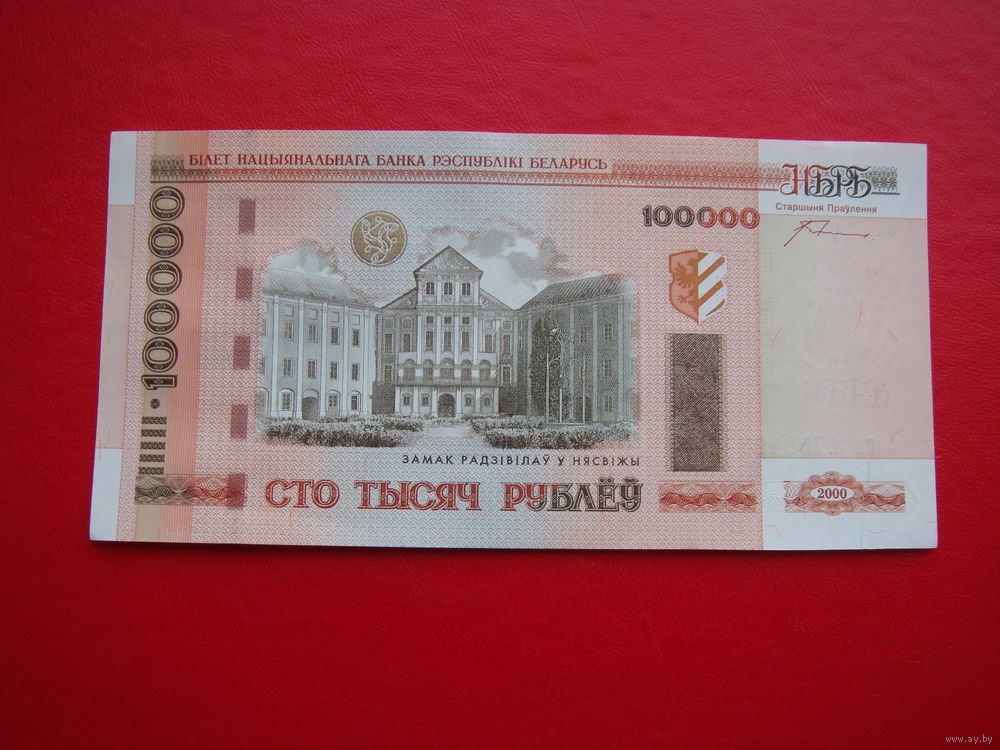 БІЛЕТ НАЦЫЯНАЛЬНАГА БАНКА РЭСПУБЛІКІ БЕЛАРУСЬ
НБРБ
Старшыня Праўлення
100000
100000
ЗАМАК РАДЗІВІЛАЎ У НЯСВІЖЫ
СТО ТЫСЯЧ РУБЛЁЎ
2000
www.ay.by